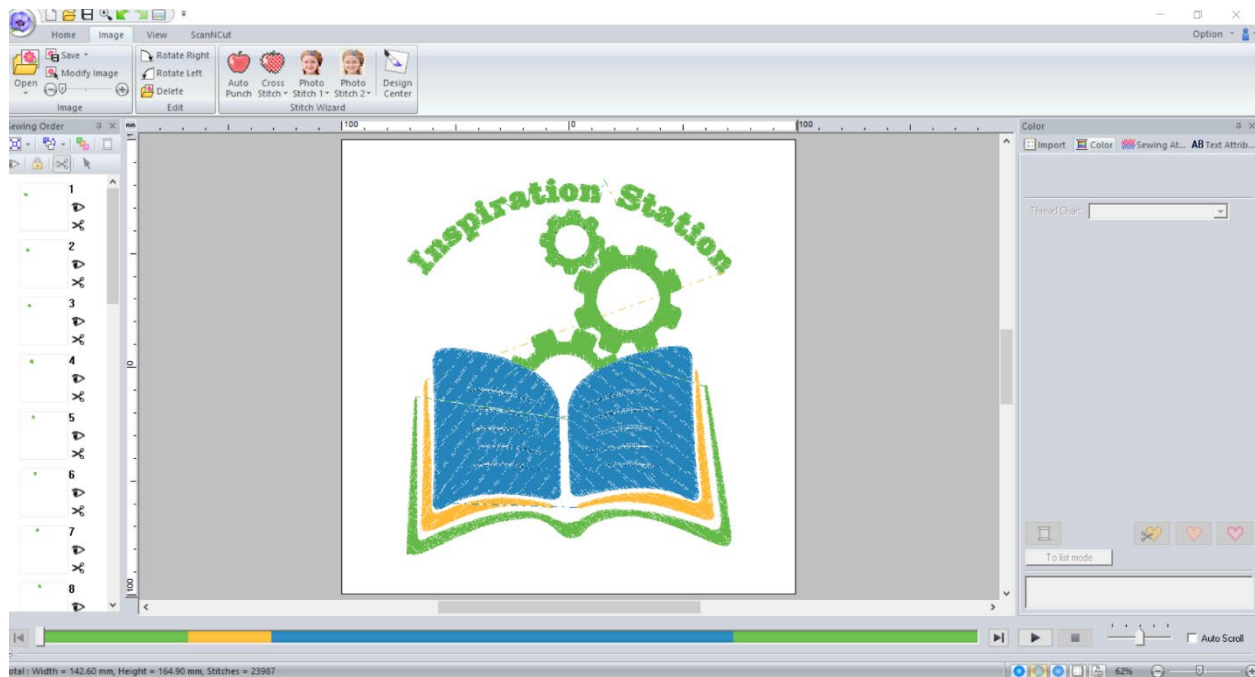 Home Image View ScanNCut Option
Open
Save
Modify Image
Image
Rotate Right
Rotate Left
Delete
Edit
Auto Punch
Cross Stitch
Photo Stitch 1
Photo Stitch 2
Design Center
Stitch Wizard
ewing Order
mm
100 0 100
Color
Import Color Sewing At... AB Text Attrib...
Thread Chart
1
2
3
4
5
6
7
8
0
100
Inspiration Station
To list mode
Auto Scroll
otal : Width = 142.60 mm, Height = 164.90 mm, Stitches = 23987
62%